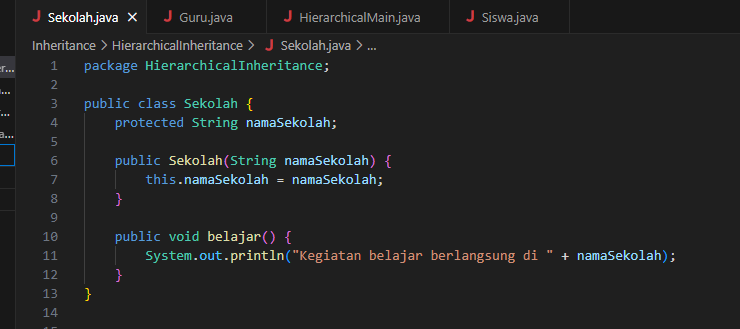 Sekolah.java Guru.java HierarchicalMain.java Siswa.java
Inheritance > HierarchicalInheritance > Sekolah.java > ...
1 package HierarchicalInheritance;
2
3 public class Sekolah {
4 protected String namaSekolah;
5
6 public Sekolah(String namaSekolah) {
7 this.namaSekolah = namaSekolah;
8 }
9
10 public void belajar() {
11 System.out.println("Kegiatan belajar berlangsung di " + namaSekolah);
12 }
13 }
14